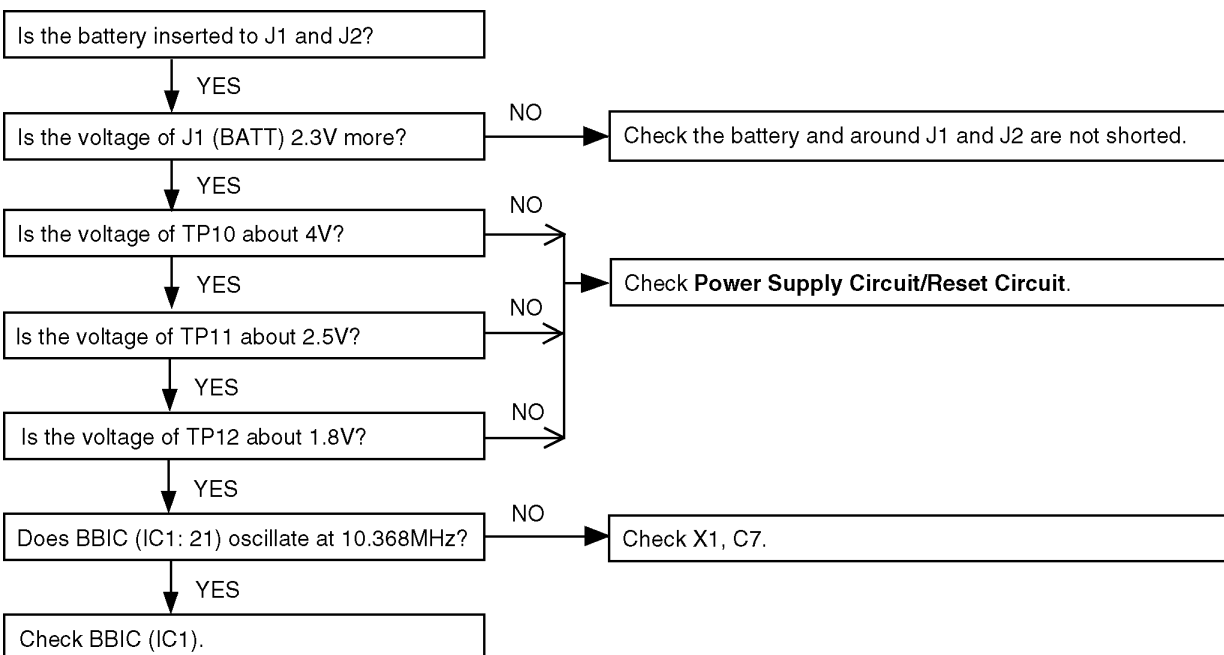 Is the battery inserted to J1 and J2?
YES
Is the voltage of J1 (BATT) 2.3V more?
NO
Check the battery and around J1 and J2 are not shorted.
YES
Is the voltage of TP10 about 4V?
NO
YES
Check Power Supply Circuit/Reset Circuit.
Is the voltage of TP11 about 2.5V?
NO
YES
Is the voltage of TP12 about 1.8V?
NO
YES
Does BBIC (IC1: 21) oscillate at 10.368MHz?
NO
Check X1, C7.
YES
Check BBIC (IC1).